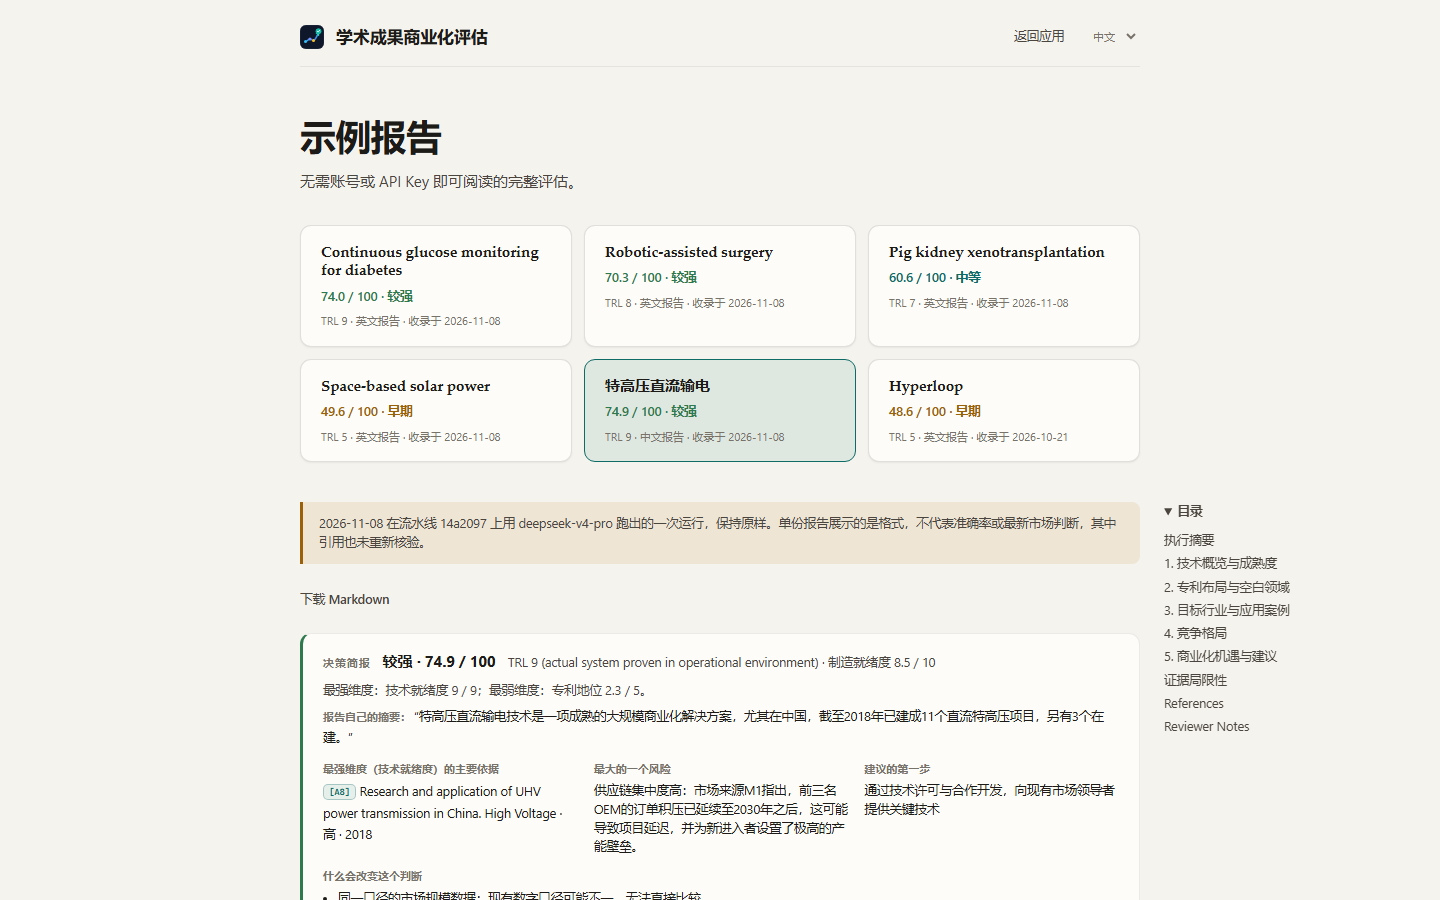 学术成果商业化评估
返回应用
中文
示例报告
无需账号或 API Key 即可阅读的完整评估。
Continuous glucose monitoring
for diabetes
74.0 / 100 · 较强
TRL 9 · 英文报告 · 收录于 2026-11-08
Robotic-assisted surgery
70.3 / 100 · 较强
TRL 8 · 英文报告 · 收录于 2026-11-08
Pig kidney xenotransplantation
60.6 / 100 · 中等
TRL 7 · 英文报告 · 收录于 2026-11-08
Space-based solar power
49.6 / 100 · 早期
TRL 5 · 英文报告 · 收录于 2026-11-08
特高压直流输电
74.9 / 100 · 较强
TRL 9 · 中文报告 · 收录于 2026-11-08
Hyperloop
48.6 / 100 · 早期
TRL 5 · 英文报告 · 收录于 2026-10-21
2026-11-08 在流水线 14a2097 上用 deepseek-v4-pro 跑出的一次运行，保持原样。单份报告展示的是格式，不代表准确率或最新市场判断，其中
引用也未重新核验。
下载 Markdown
▼ 目录
执行摘要
1. 技术概览与成熟度
2. 专利布局与空白领域
3. 目标行业与应用案例
4. 竞争格局
5. 商业化机遇与建议
证据局限性
References
Reviewer Notes
决策简报 较强 · 74.9 / 100 TRL 9 (actual system proven in operational environment) · 制造就绪度 8.5 / 10
最强维度：技术就绪度 9 / 9；最弱维度：专利地位 2.3 / 5。
报告自己的摘要：“特高压直流输电技术是一项成熟的大规模商业化解决方案，尤其在中国，截至2018年已建成11个直流特高压项目，另有3个在
建。”
最强维度（技术就绪度）的主要依据
[A8] Research and application of UHV
power transmission in China. High Voltage ·
高 · 2018
最大的一个风险
供应链集中度高：市场来源M1指出，前三名
OEM的订单积压已延续至2030年之后，这可能
导致项目延迟，并为新进入者设置了极高的产
能壁垒。
建议的第一步
通过技术许可与合作开发，向现有市场领导者
提供关键技术
什么会改变这个判断
• 同一口径的市场规模数据：现有数字口径可能不一，无法直接比较